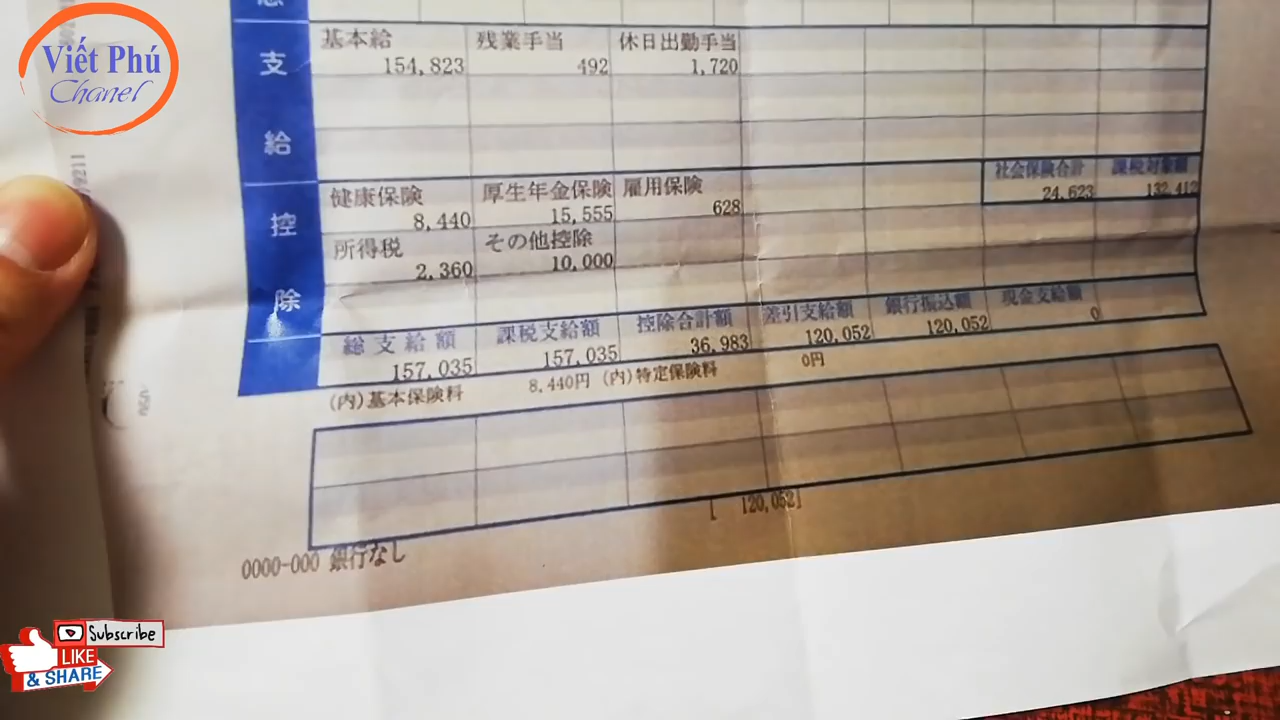 Việt Phú
Chanel
支給
基本給 残業手当 休日出勤手当
154,823 492 1,720
控除
社会保険合計 課税対象額
24,623 132,412
健康保険 厚生年金保険 雇用保険
8,440 15,555 628
所得税 その他控除
2,360 10,000
総支給額 課税支給額 控除合計額 差引支給額 銀行振込額 現金支給額
157,035 157,035 36,983 120,052 120,052 0
(内)基本保険料 8,440円 (内)特定保険料 0円
[ 120,052]
0000-000 銀行なし
Subscribe
LIKE
& SHARE